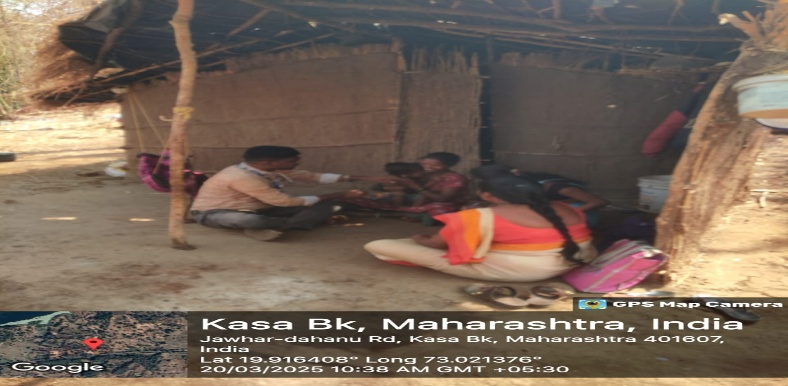 GPS Map Camera
Kasa Bk, Maharashtra, India
Jawhar-dahanu Rd, Kasa Bk, Maharashtra 401607,
India
Lat 19.916408° Long 73.021376°
20/03/2025 10:38 AM GMT +05:30
Google